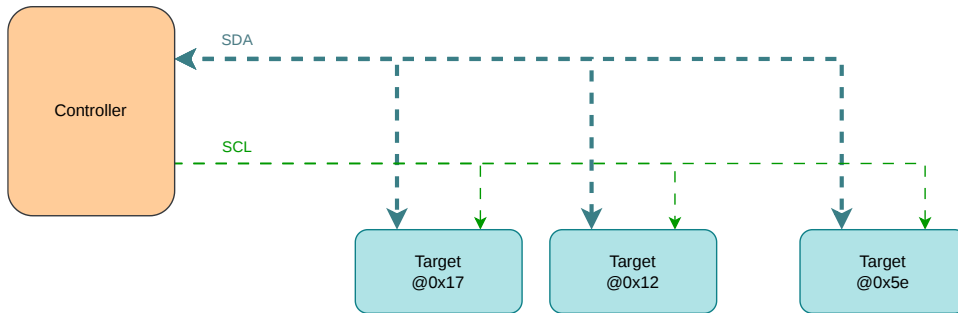 SDA
Controller
SCL
Target
@0x17
Target
@0x12
Target
@0x5e